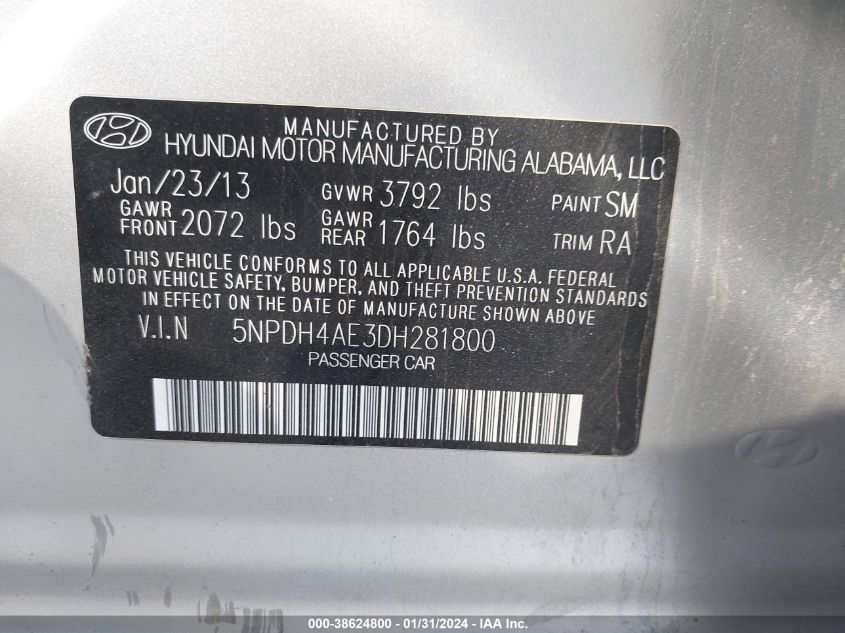 MANUFACTURED BY
HYUNDAI MOTOR MANUFACTURING ALABAMA, LLC
Jan/23/13 GVWR 3792 lbs PAINT SM
GAWR FRONT 2072 lbs GAWR REAR 1764 lbs TRIM RA
THIS VEHICLE CONFORMS TO ALL APPLICABLE U.S.A. FEDERAL
MOTOR VEHICLE SAFETY, BUMPER, AND THEFT PREVENTION STANDARDS
IN EFFECT ON THE DATE OF MANUFACTURE SHOWN ABOVE
V.I.N 5NPDH4AE3DH281800
PASSENGER CAR
000-38624800 - 01/31/2024 - IAA Inc.